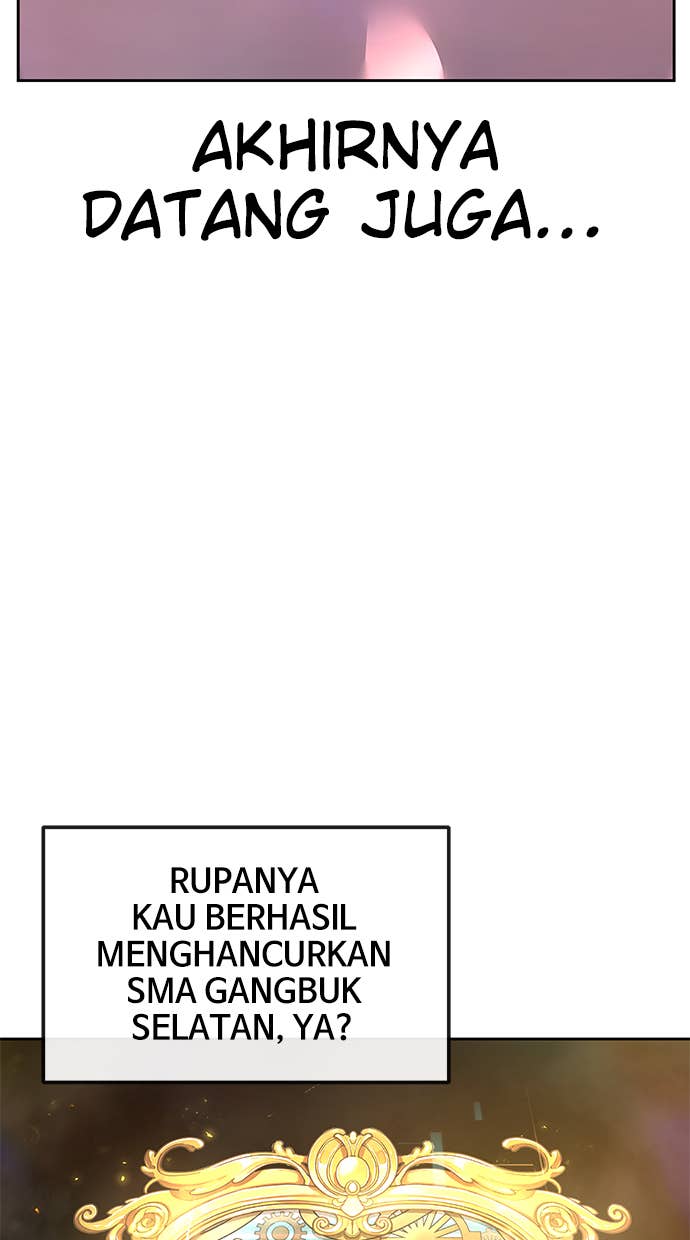 AKHIRNYA
DATANG JUGA...
RUPANYA
KAU BERHASIL
MENGHANCURKAN
SMA GANGBUK
SELATAN, YA?